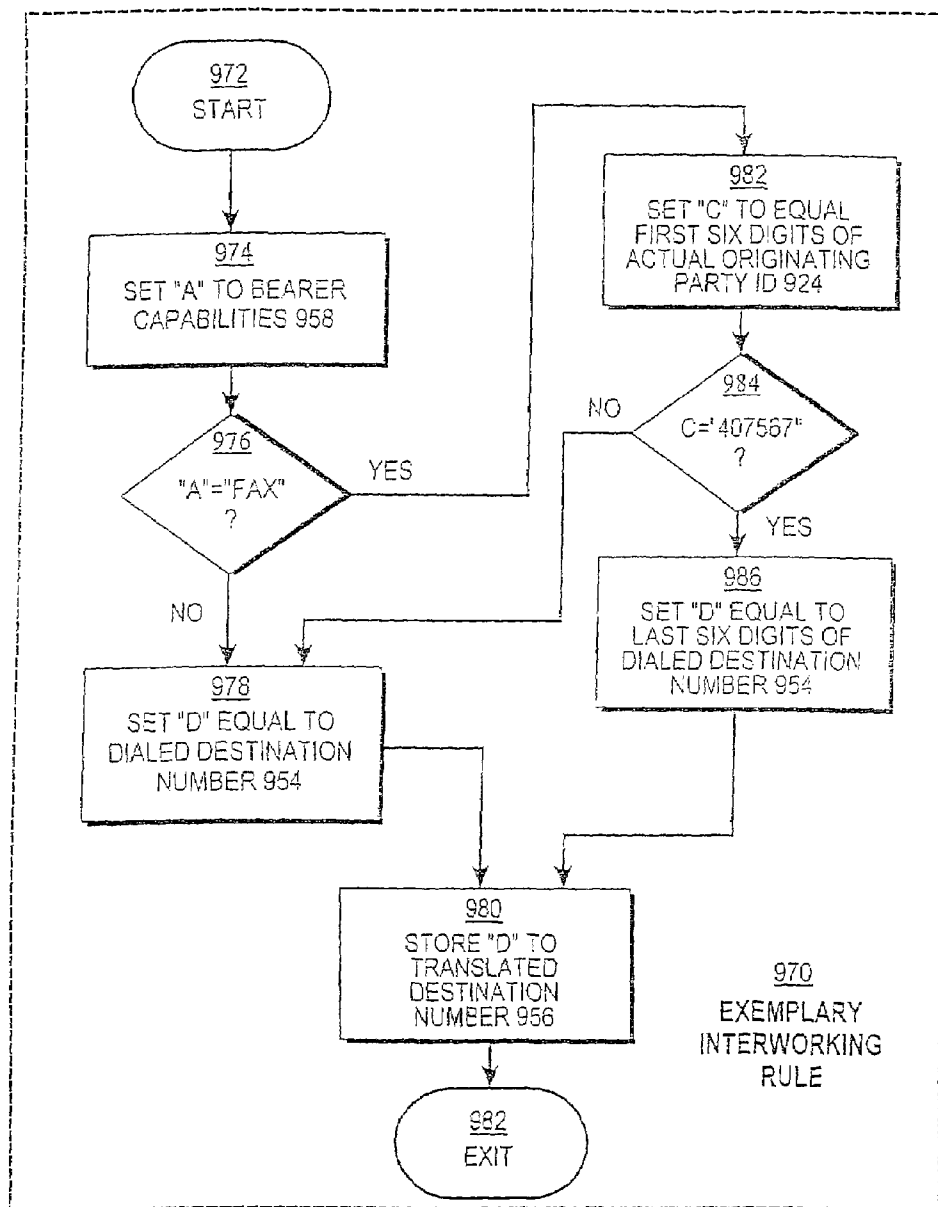 972
START
974
SET "A" TO BEARER
CAPABILITIES 958
976
"A"="FAX"
?
YES
NO
978
SET "D" EQUAL TO
DIALED DESTINATION
NUMBER 954
982
SET "C" TO EQUAL
FIRST SIX DIGITS OF
ACTUAL ORIGINATING
PARTY ID 924
984
C="407567"
?
NO
YES
986
SET "D" EQUAL TO
LAST SIX DIGITS OF
DIALED DESTINATION
NUMBER 954
980
STORE "D" TO
TRANSLATED
DESTINATION
NUMBER 956
982
EXIT
970
EXEMPLARY
INTERWORKING
RULE